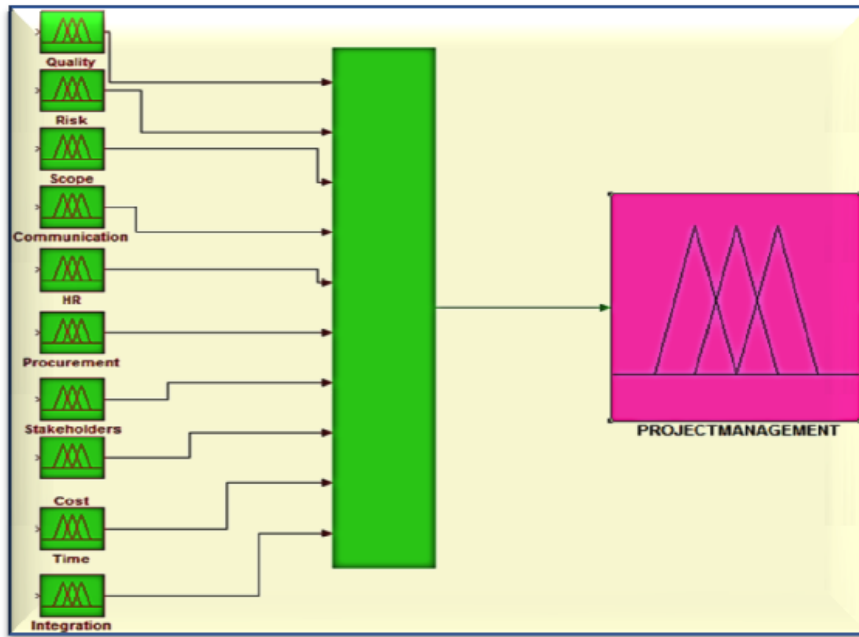 Quality
Risk
Scope
Communication
HR
Procurement
Stakeholders
Cost
Time
Integration
PROJECTMANAGEMENT